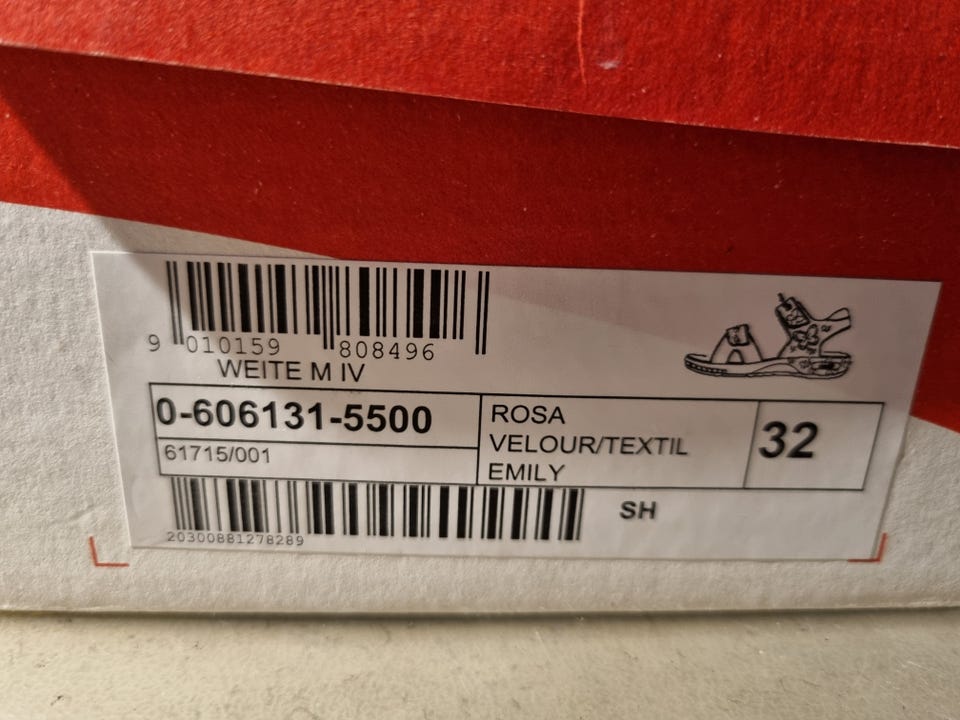 9 010159 808496
WEITE M IV
0-606131-5500
61715/001
ROSA
VELOUR/TEXTIL
EMILY
32
20300881278289
SH